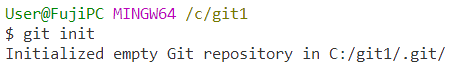 User@FujiPC MINGW64 /c/git1
$ git init
Initialized empty Git repository in C:/git1/.git/